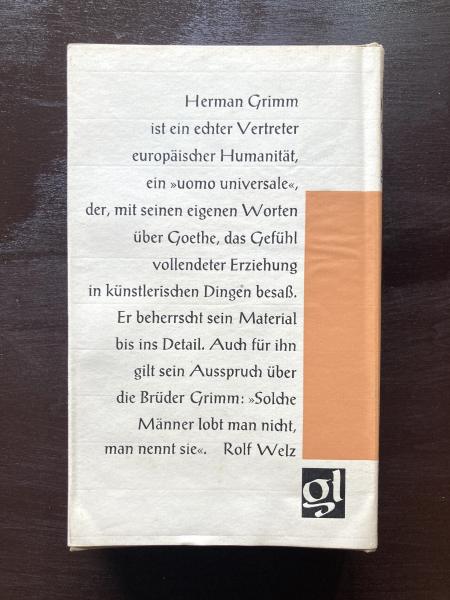 Herman Grimm
ist ein echter Vertreter
europäischer Humanität,
ein »uomo universale«,
der, mit seinen eigenen Worten
über Goethe, das Gefühl
vollendeter Erziehung
in künstlerischen Dingen besaß.
Er beherrscht sein Material
bis ins Detail. Auch für ihn
gilt sein Ausspruch über
die Brüder Grimm: »Solche
Männer lobt man nicht,
man nennt sie«. Rolf Welz
gl